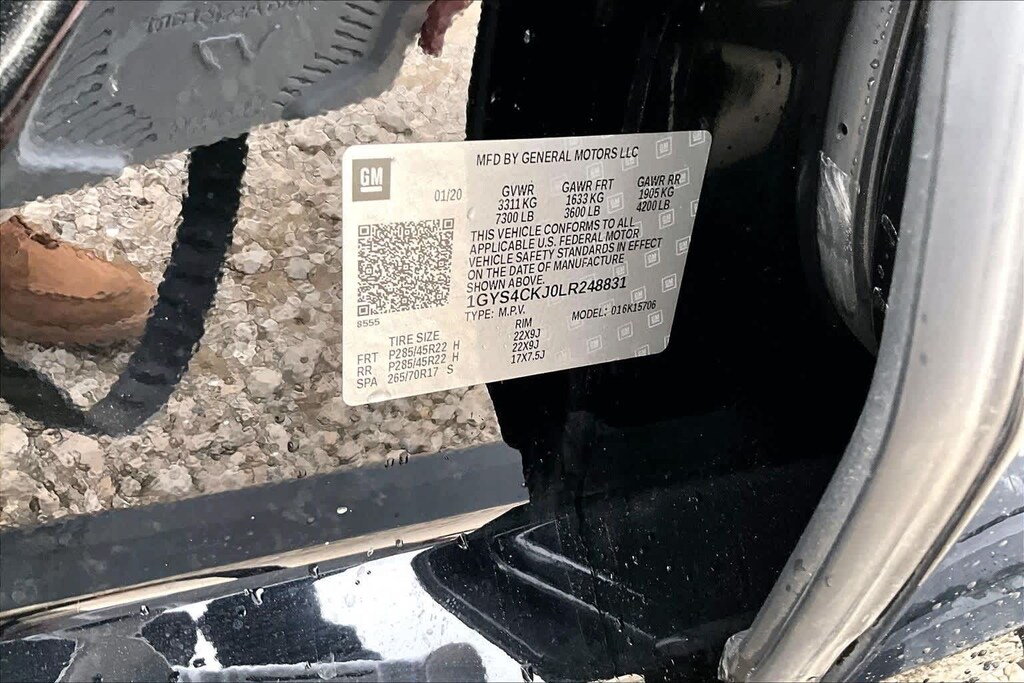 GM
MFD BY GENERAL MOTORS LLC
01/20
GVWR GAWR FRT GAWR RR
3311 KG 1633 KG 1905 KG
7300 LB 3600 LB 4200 LB
THIS VEHICLE CONFORMS TO ALL
APPLICABLE U.S. FEDERAL MOTOR
VEHICLE SAFETY STANDARDS IN EFFECT
ON THE DATE OF MANUFACTURE
SHOWN ABOVE.
1GYS4CKJ0LR248831
TYPE: M.P.V. MODEL: 016K15706
8555
TIRE SIZE RIM
FRT P285/45R22 H 22X9J
RR P285/45R22 H 22X9J
SPA 265/70R17 S 17X7.5J